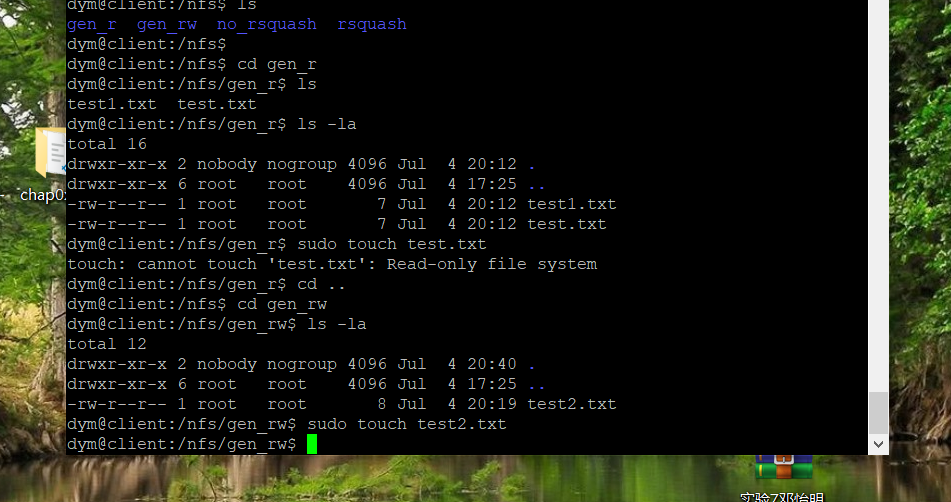 dym@client:/nfs$ ls
gen_r  gen_rw  no_rsquash  rsquash
dym@client:/nfs$
dym@client:/nfs$ cd gen_r
dym@client:/nfs/gen_r$ ls
test1.txt  test.txt
dym@client:/nfs/gen_r$ ls -la
total 16
drwxr-xr-x 2 nobody nogroup 4096 Jul  4 20:12 .
drwxr-xr-x 6 root   root    4096 Jul  4 17:25 ..
-rw-r--r-- 1 root   root       7 Jul  4 20:12 test1.txt
-rw-r--r-- 1 root   root       7 Jul  4 20:12 test.txt
dym@client:/nfs/gen_r$ sudo touch test.txt
touch: cannot touch 'test.txt': Read-only file system
dym@client:/nfs/gen_r$ cd ..
dym@client:/nfs$ cd gen_rw
dym@client:/nfs/gen_rw$ ls -la
total 12
drwxr-xr-x 2 nobody nogroup 4096 Jul  4 20:40 .
drwxr-xr-x 6 root   root    4096 Jul  4 17:25 ..
-rw-r--r-- 1 root   root       8 Jul  4 20:19 test2.txt
dym@client:/nfs/gen_rw$ sudo touch test2.txt
dym@client:/nfs/gen_rw$